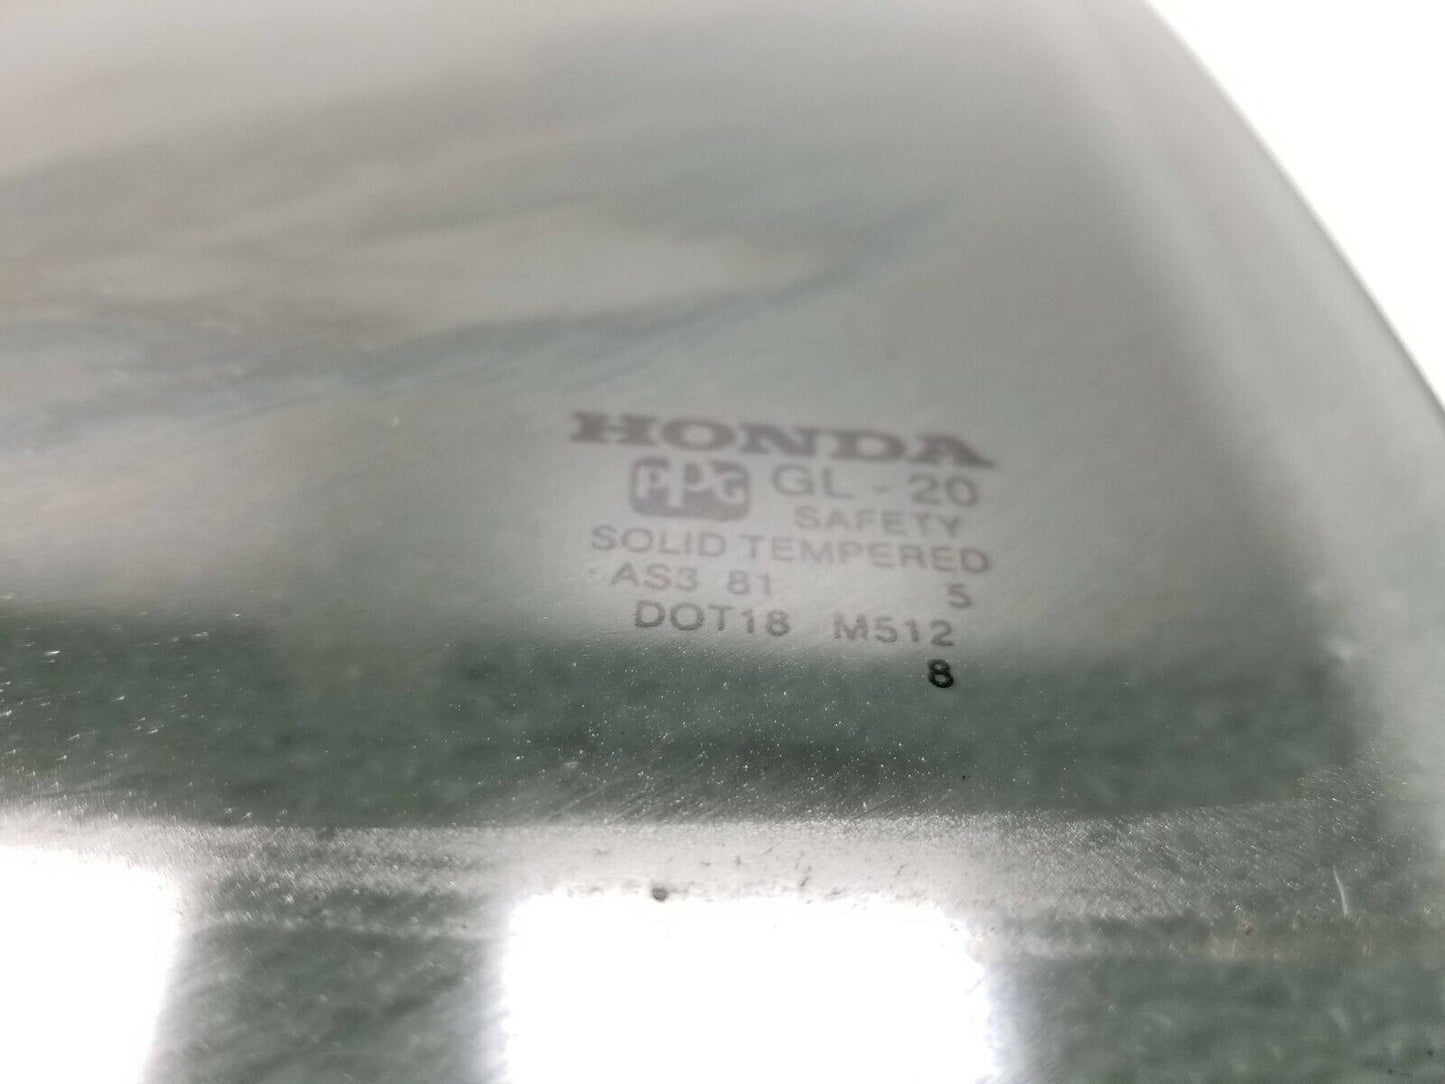 HONDA
PPG GL - 20
SAFETY
SOLID TEMPERED
AS3 81 5
DOT18 M512
8